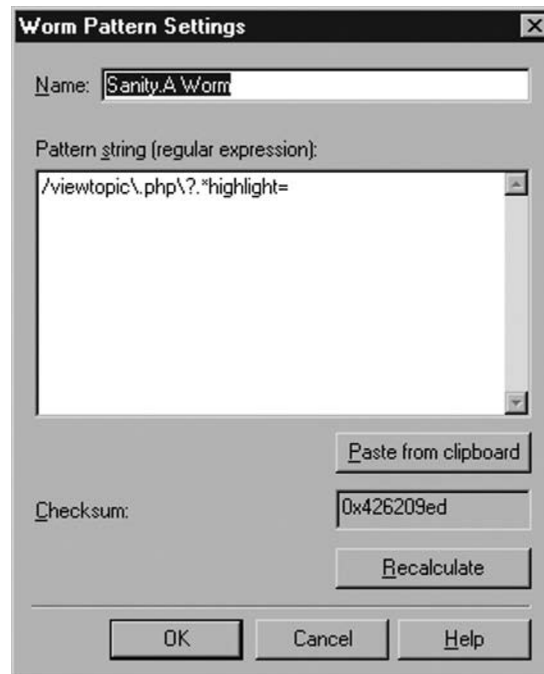 Worm Pattern Settings
Name: Sanity.A Worm
Pattern string (regular expression):
/viewtopic\.php\?.*highlight=
Paste from clipboard
Checksum: 0x426209ed
Recalculate
OK Cancel Help